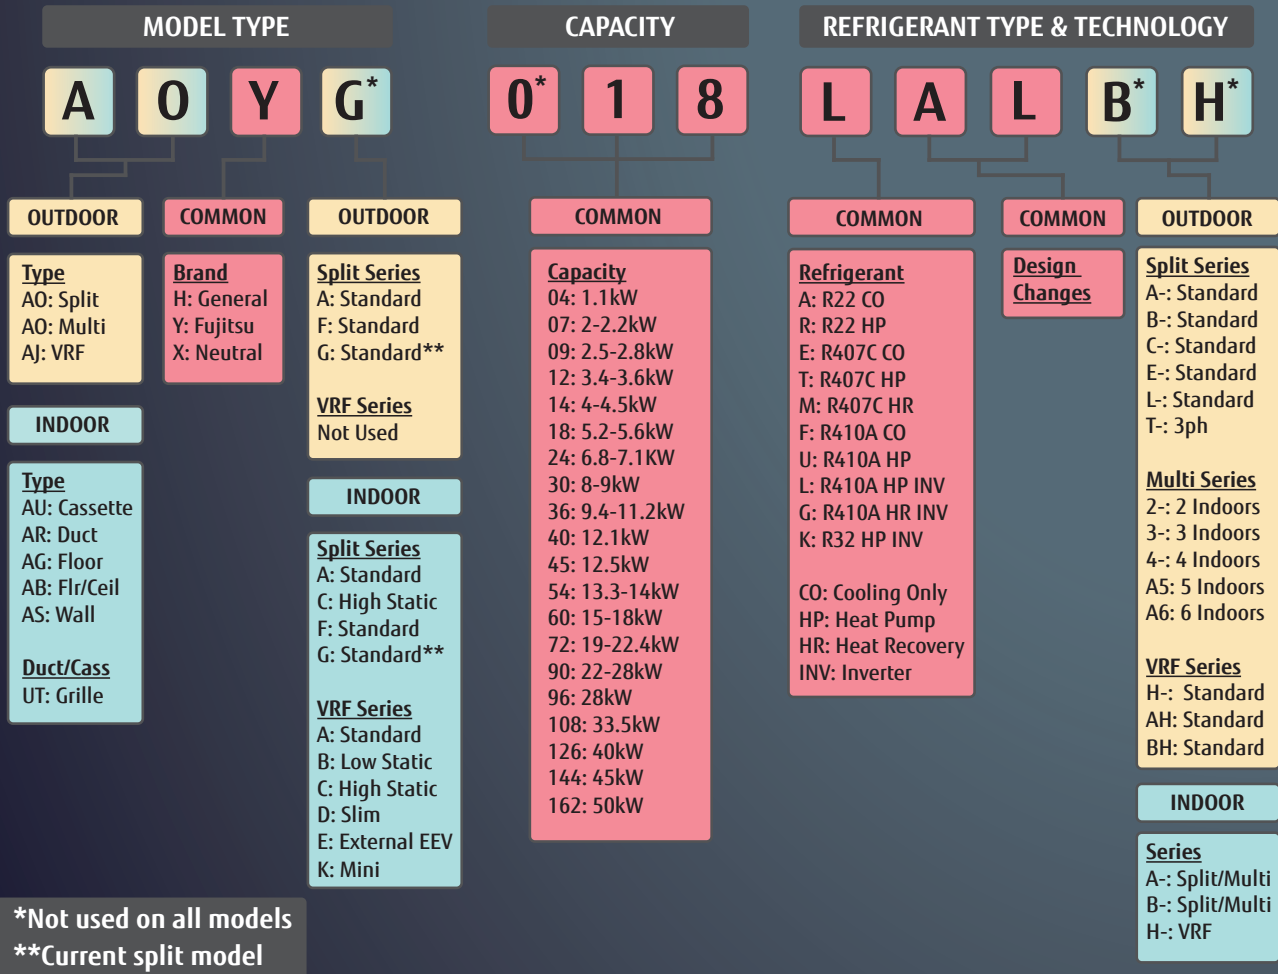 MODEL TYPE
A O Y G*
OUTDOOR
Type
AO: Split
AO: Multi
AJ: VRF
INDOOR
Type
AU: Cassette
AR: Duct
AG: Floor
AB: Flr/Ceil
AS: Wall
Duct/Cass
UT: Grille
COMMON
Brand
H: General
Y: Fujitsu
X: Neutral
OUTDOOR
Split Series
A: Standard
F: Standard
G: Standard**
VRF Series
Not Used
INDOOR
Split Series
A: Standard
C: High Static
F: Standard
G: Standard**
VRF Series
A: Standard
B: Low Static
C: High Static
D: Slim
E: External EEV
K: Mini
CAPACITY
0* 1 8
COMMON
Capacity
04: 1.1kW
07: 2-2.2kW
09: 2.5-2.8kW
12: 3.4-3.6kW
14: 4-4.5kW
18: 5.2-5.6kW
24: 6.8-7.1KW
30: 8-9kW
36: 9.4-11.2kW
40: 12.1kW
45: 12.5kW
54: 13.3-14kW
60: 15-18kW
72: 19-22.4kW
90: 22-28kW
96: 28kW
108: 33.5kW
126: 40kW
144: 45kW
162: 50kW
REFRIGERANT TYPE & TECHNOLOGY
L A L B* H*
COMMON
Refrigerant
A: R22 CO
R: R22 HP
E: R407C CO
T: R407C HP
M: R407C HR
F: R410A CO
U: R410A HP
L: R410A HP INV
G: R410A HR INV
K: R32 HP INV
CO: Cooling Only
HP: Heat Pump
HR: Heat Recovery
INV: Inverter
COMMON
Design
Changes
OUTDOOR
Split Series
A-: Standard
B-: Standard
C-: Standard
E-: Standard
L-: Standard
T-: 3ph
Multi Series
2-: 2 Indoors
3-: 3 Indoors
4-: 4 Indoors
A5: 5 Indoors
A6: 6 Indoors
VRF Series
H-: Standard
AH: Standard
BH: Standard
INDOOR
Series
A-: Split/Multi
B-: Split/Multi
H-: VRF
*Not used on all models
**Current split model